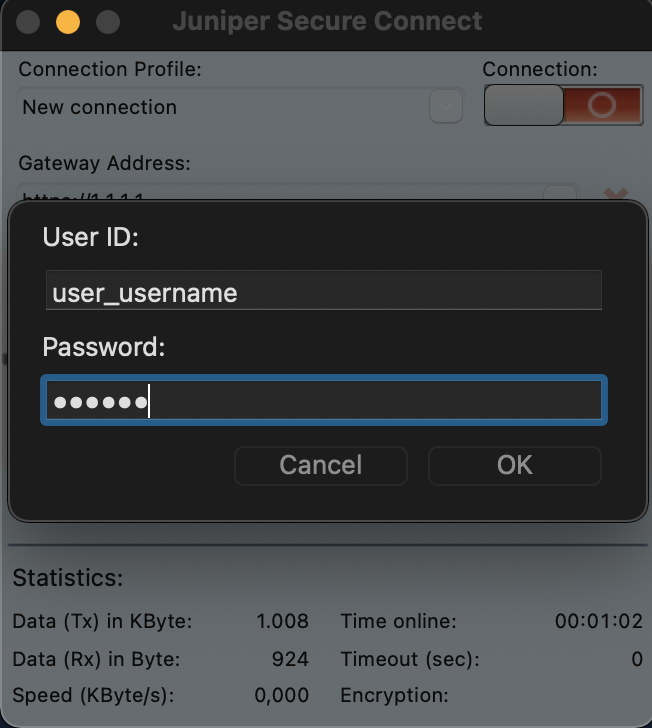 Juniper Secure Connect
Connection Profile:
Connection:
New connection
Gateway Address:
https://1.1.1.1
User ID:
user_username
Password:
●●●●●●
Cancel
OK
Statistics:
Data (Tx) in KByte: 1.008 Time online: 00:01:02
Data (Rx) in Byte: 924 Timeout (sec): 0
Speed (KByte/s): 0,000 Encryption: